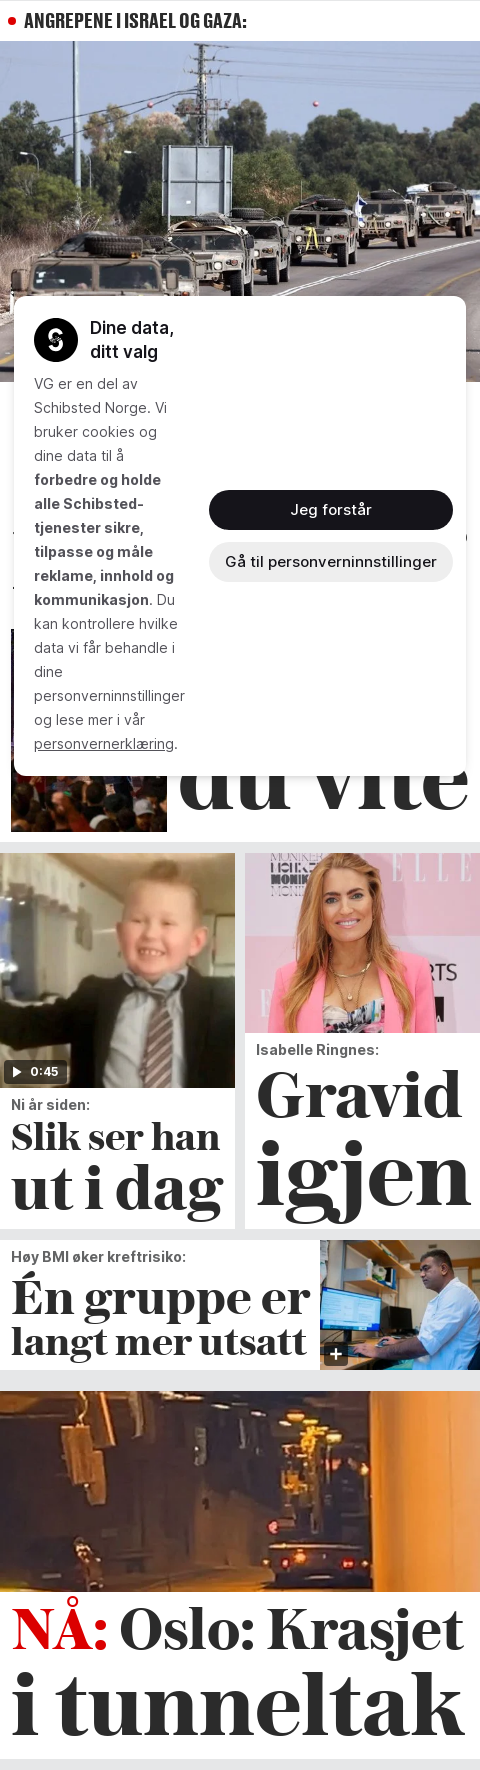 ANGREPENE I ISRAEL OG GAZA:
Dine data,
ditt valg
VG er en del av
Schibsted Norge. Vi
bruker cookies og
dine data til å
forbedre og holde
alle Schibsted-
tjenester sikre,
tilpasse og måle
reklame, innhold og
kommunikasjon. Du
kan kontrollere hvilke
data vi får behandle i
dine
personverninnstillinger
og lese mer i vår
personvernerklæring.
Jeg forstår
Gå til personverninnstillinger
du vite
0:45
Ni år siden:
Slik ser han
ut i dag
MONIKER
MONIKER
ELLE
RTS
Isabelle Ringnes:
Gravid
igjen
Høy BMI øker kreftrisiko:
Én gruppe er
langt mer utsatt
NÅ: Oslo: Krasjet
i tunneltak